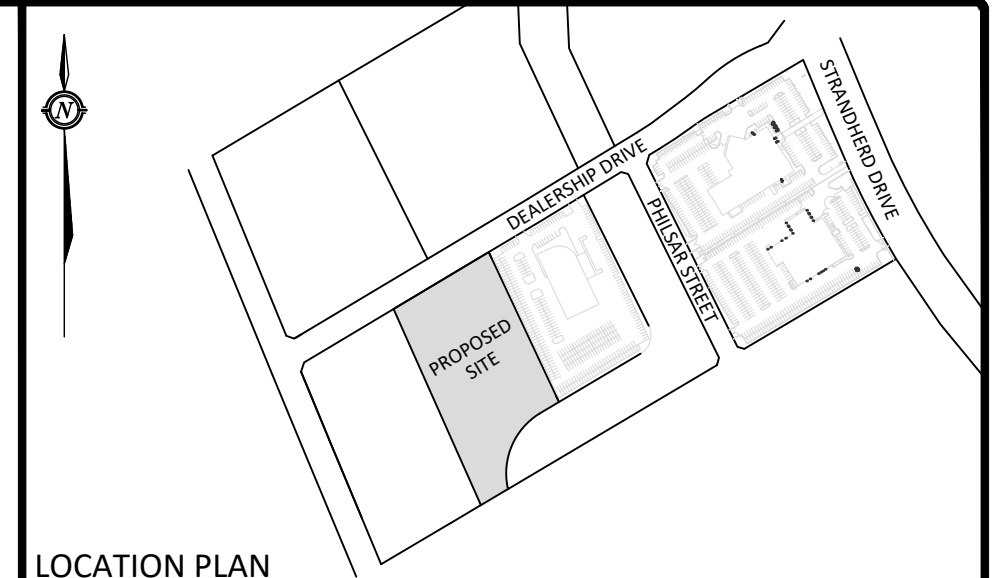 N
STRANDHERD DRIVE
DEALERSHIP DRIVE
PHILSAR STREET
PROPOSED
SITE
LOCATION PLAN